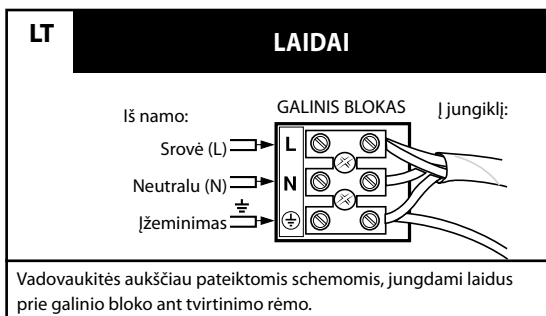 LT
LAIDAI
Iš namo:
GALINIS BLOKAS
Į jungiklį:
Srovė (L)
L
Neutralu (N)
N
Įžeminimas
Vadovaukitės aukščiau pateiktomis schemomis, jungdami laidus
prie galinio bloko ant tvirtinimo rėmo.